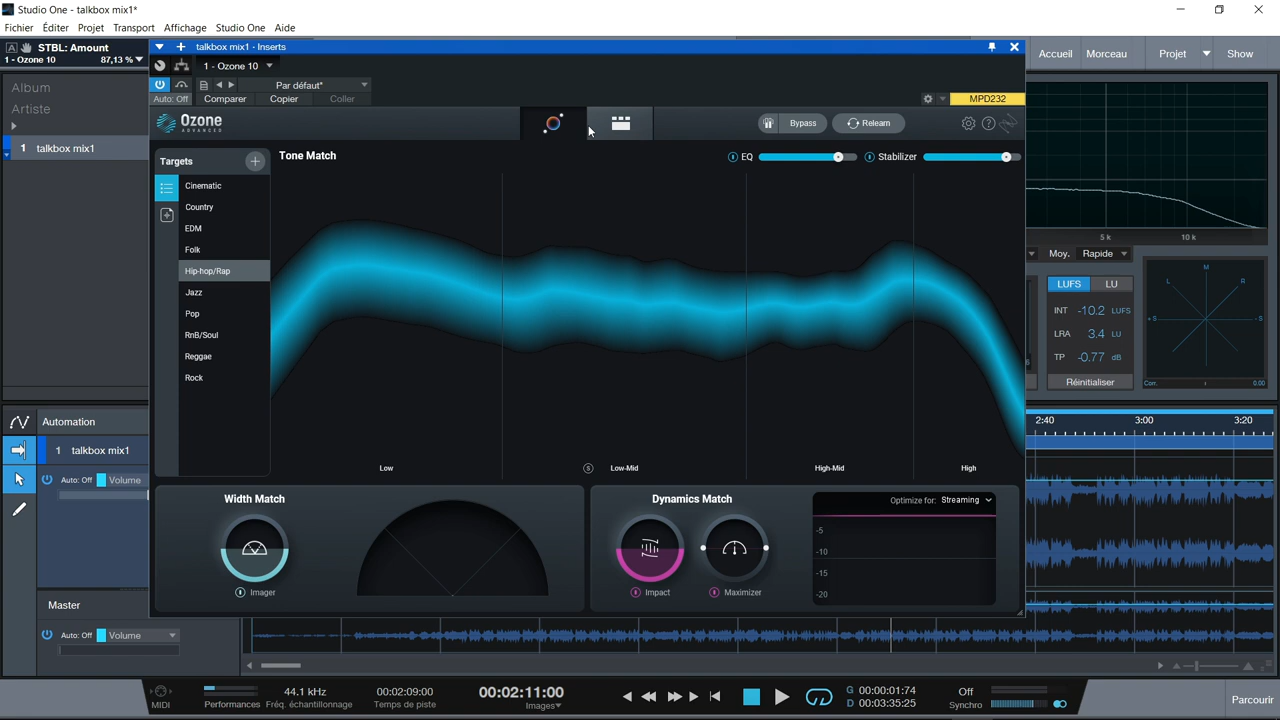 Studio One - talkbox mix1*
Fichier Éditer Projet Transport Affichage Studio One Aide
A STBL: Amount
1 - Ozone 10 87,13 %
talkbox mix1 - Inserts
1 - Ozone 10
Par défaut*
Auto: Off Comparer Copier Coller
MPD232
Accueil Morceau Projet Show
Album
Artiste
1 talkbox mix1
Ozone
ADVANCED
Bypass Relearn
Targets
Tone Match
EQ Stabilizer
Cinematic
Country
EDM
Folk
Hip-hop/Rap
Jazz
Pop
RnB/Soul
Reggae
Rock
Low S Low-Mid High-Mid High
5 k 10 k
Moy. Rapide
LUFS LU
INT -10.2 LUFS
LRA 3.4 LU
TP -0.77 dB
Réinitialiser
M
L R
+S -S
Corr. 0.00
Width Match
Imager
Dynamics Match
Impact Maximizer
Optimize for: Streaming
-5
-10
-15
-20
Automation
1 talkbox mix1
Auto: Off Volume
Master
Auto: Off Volume
2:40 3:00 3:20
MIDI
Performances
44.1 kHz
Fréq. échantillonnage
00:02:09:00
Temps de piste
00:02:11:00
Images
G 00:00:01:74
D 00:03:35:25
Off
Synchro
Parcourir